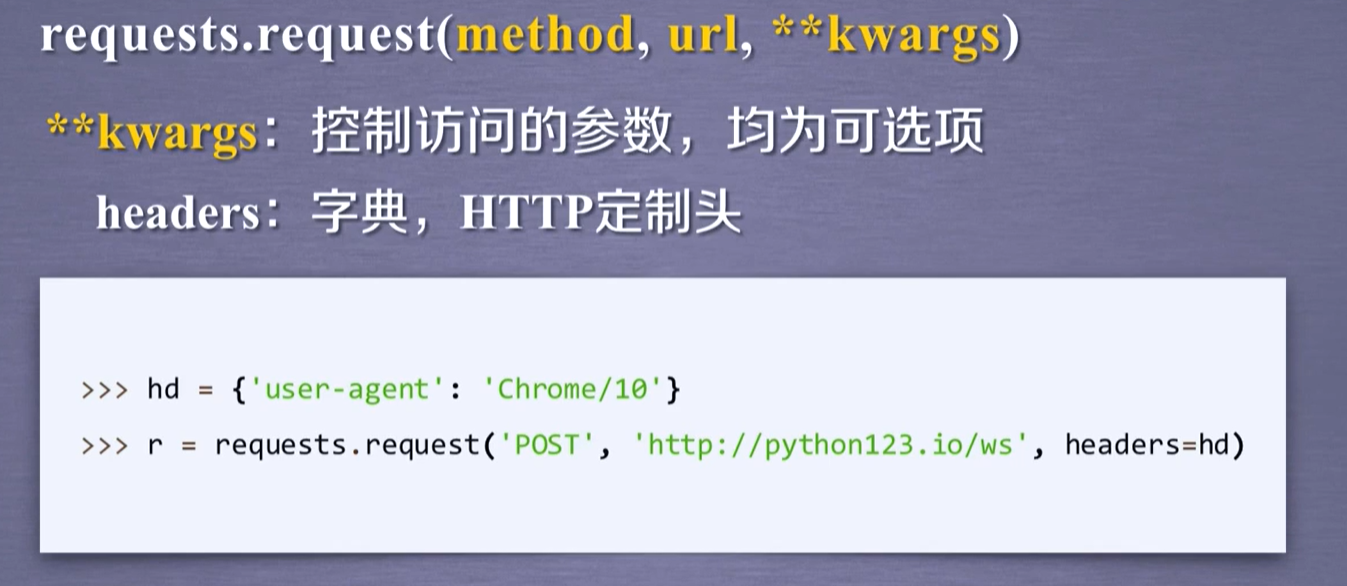 requests.request(method, url, **kwargs)
**kwargs：控制访问的参数，均为可选项
headers：字典，HTTP定制头
>>> hd = {'user-agent': 'Chrome/10'}
>>> r = requests.request('POST', 'http://python123.io/ws', headers=hd)